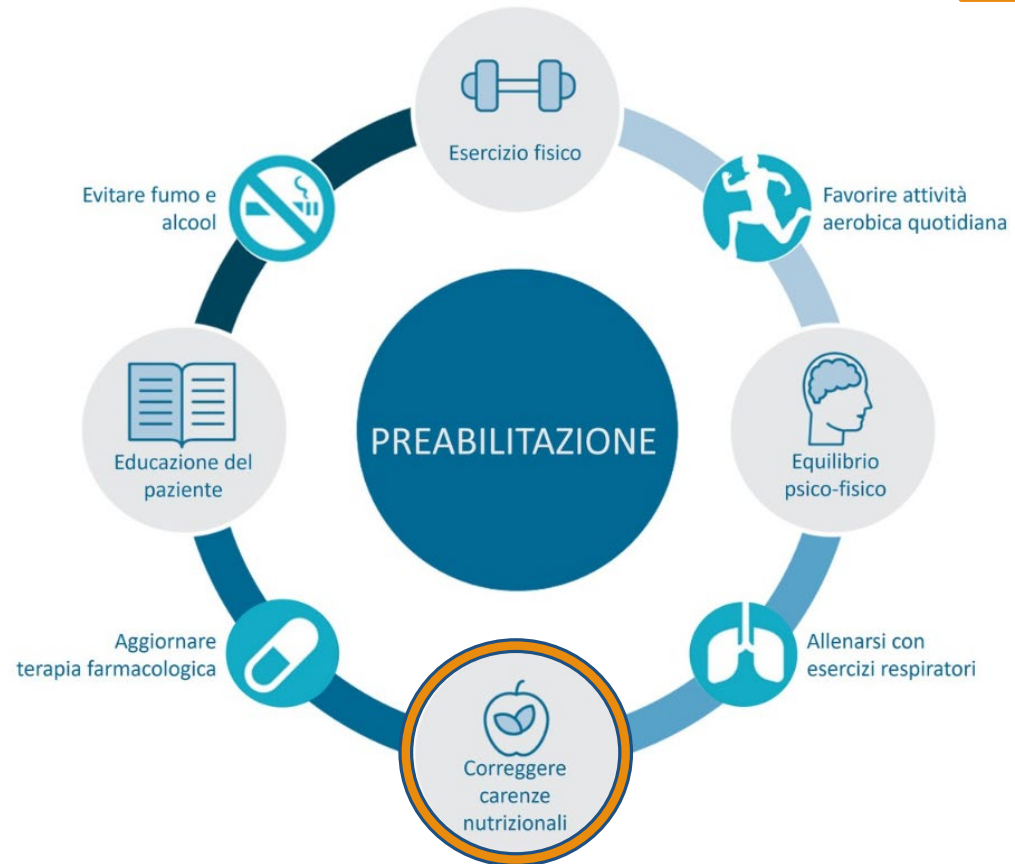 Esercizio fisico
Evitare fumo e
alcool
Favorire attività
aerobica quotidiana
PREABILITAZIONE
Educazione del
paziente
Equilibrio
psico-fisico
Aggiornare
terapia farmacologica
Allenarsi con
esercizi respiratori
Correggere
carenze
nutrizionali